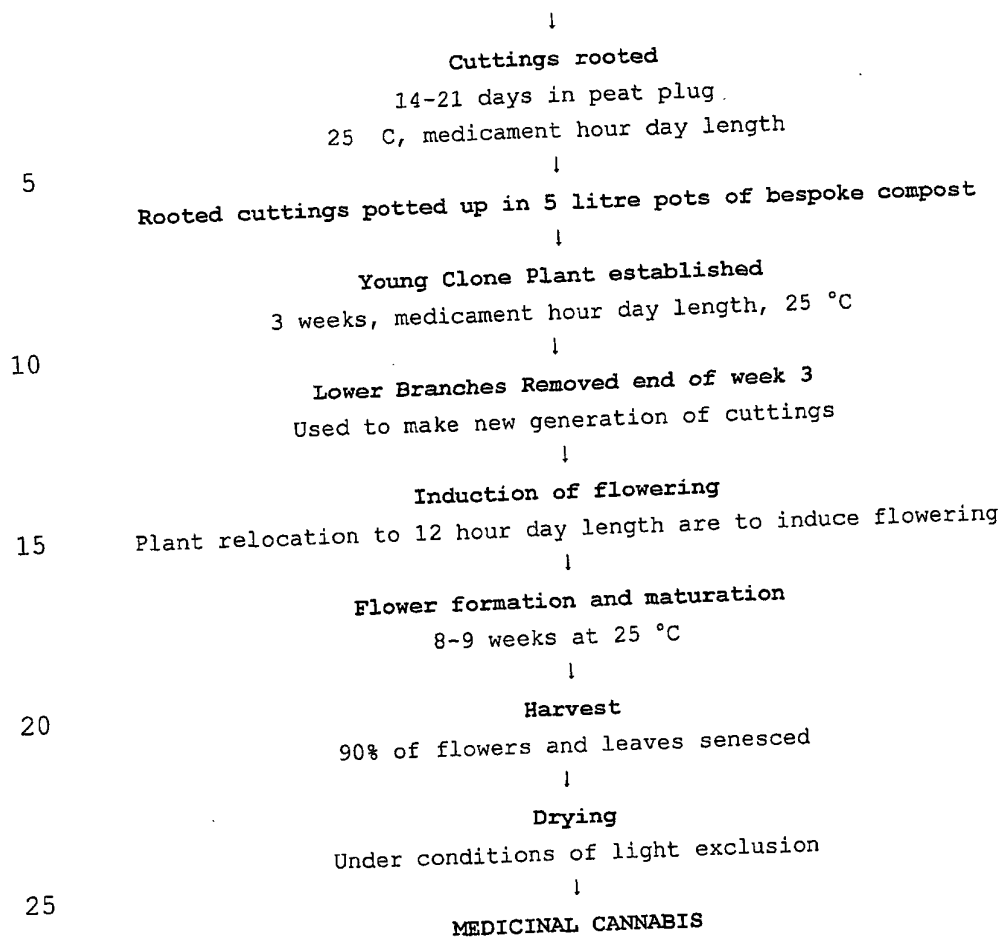 ↓
Cuttings rooted
14-21 days in peat plug
25 C, medicament hour day length
↓
5
Rooted cuttings potted up in 5 litre pots of bespoke compost
↓
Young Clone Plant established
3 weeks, medicament hour day length, 25 °C
↓
10
Lower Branches Removed end of week 3
Used to make new generation of cuttings
↓
Induction of flowering
15 Plant relocation to 12 hour day length are to induce flowering
↓
Flower formation and maturation
8-9 weeks at 25 °C
↓
Harvest
20
90% of flowers and leaves senesced
↓
Drying
Under conditions of light exclusion
↓
25
MEDICINAL CANNABIS